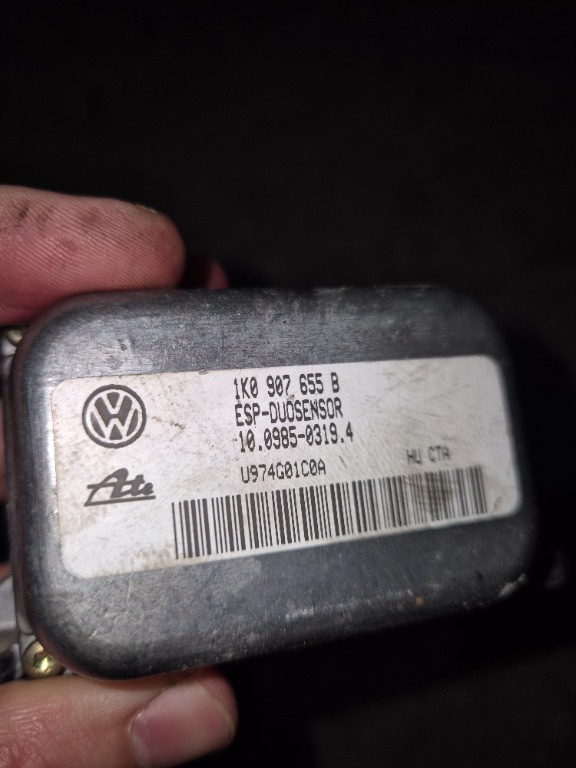 1K0 907 655 B
ESP-DUOSENSOR
10.0985-0319.4
U974G01C0A HU CTA
Ate